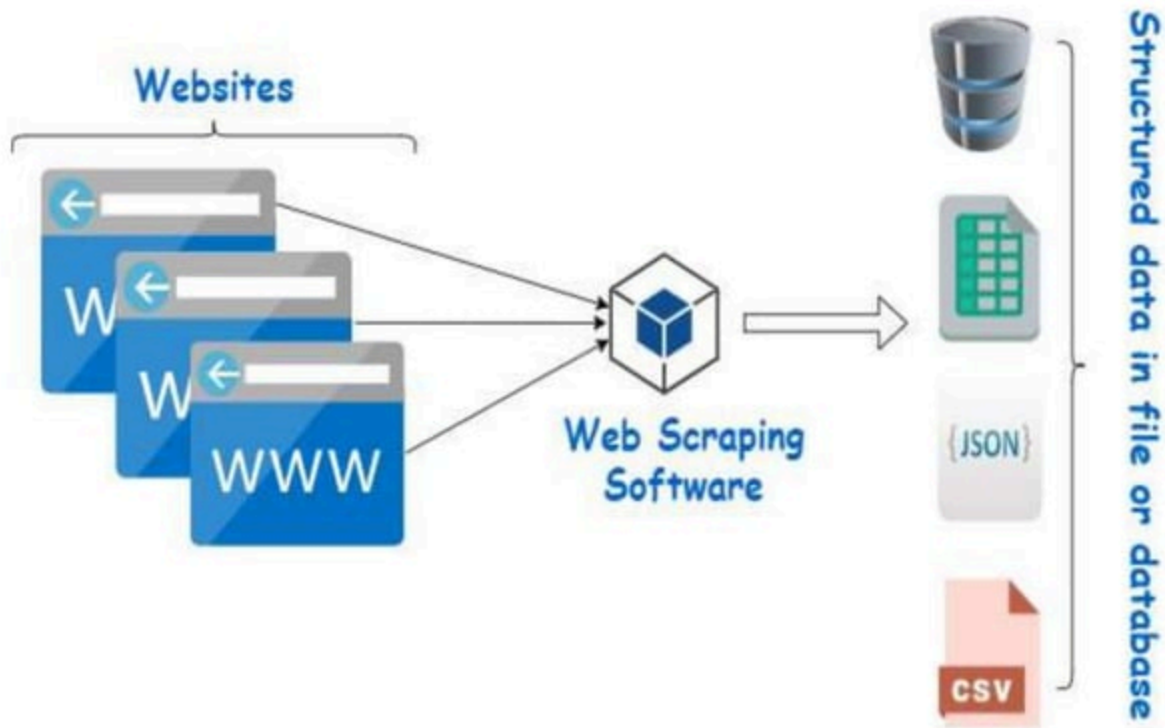 Websites
W
W
WWW
Web Scraping
Software
{JSON}
CSV
Structured data in file or database